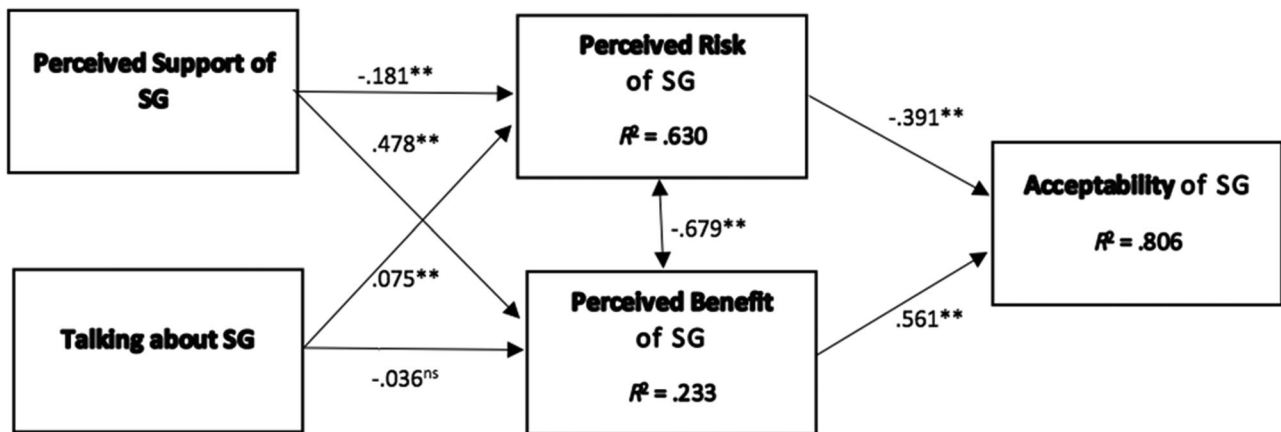 Perceived Support of
SG
Talking about SG
-.181**
.478**
.075**
-.036ns
Perceived Risk
of SG
R² = .630
-.679**
Perceived Benefit
of SG
R² = .233
-.391**
.561**
Acceptability of SG
R² = .806